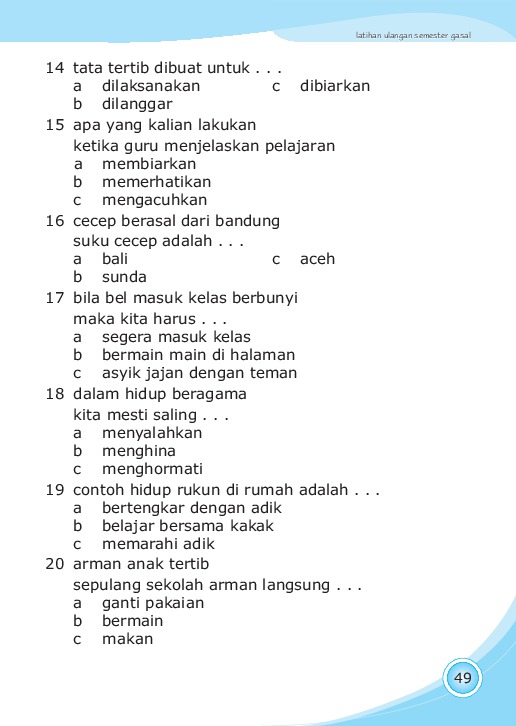 latihan ulangan semester gasal
14 tata tertib dibuat untuk . . .
a dilaksanakan c dibiarkan
b dilanggar
15 apa yang kalian lakukan
ketika guru menjelaskan pelajaran
a membiarkan
b memerhatikan
c mengacuhkan
16 cecep berasal dari bandung
suku cecep adalah . . .
a bali c aceh
b sunda
17 bila bel masuk kelas berbunyi
maka kita harus . . .
a segera masuk kelas
b bermain main di halaman
c asyik jajan dengan teman
18 dalam hidup beragama
kita mesti saling . . .
a menyalahkan
b menghina
c menghormati
19 contoh hidup rukun di rumah adalah . . .
a bertengkar dengan adik
b belajar bersama kakak
c memarahi adik
20 arman anak tertib
sepulang sekolah arman langsung . . .
a ganti pakaian
b bermain
c makan
49